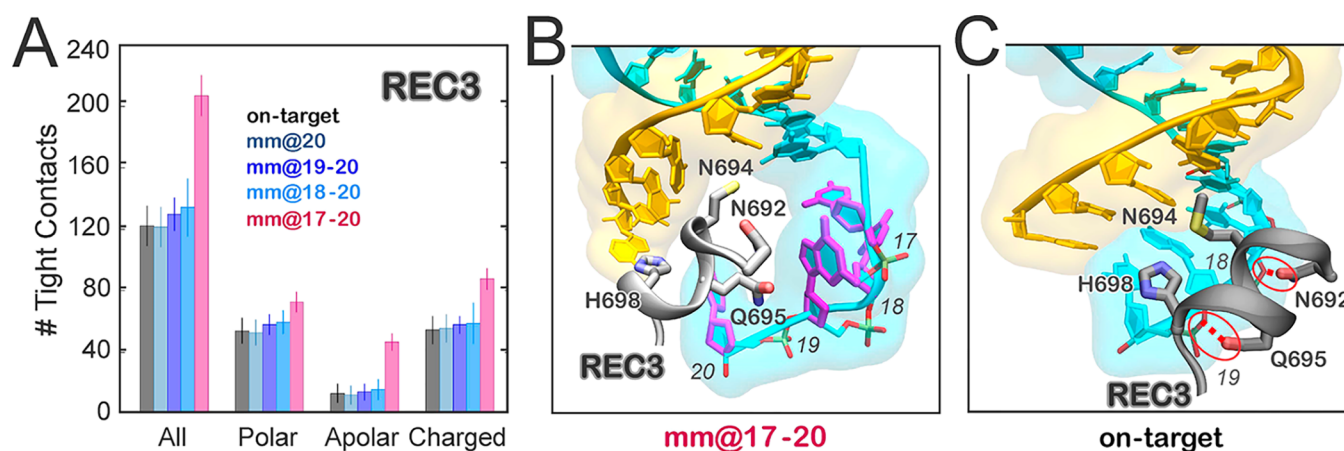 A
240
200
160
120
80
40
0
# Tight Contacts
REC3
on-target
mm@20
mm@19-20
mm@18-20
mm@17-20
All
Polar
Apolar
Charged
B
N694
N692
17
H698
Q695
18
19
REC3
20
mm@17-20
C
N694
18
H698
N692
Q695
19
REC3
on-target